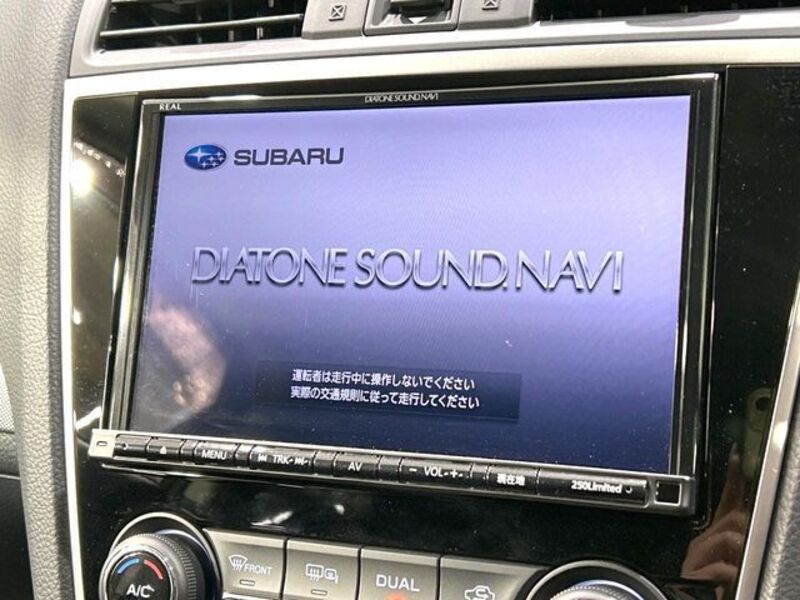 REAL
DIATONE SOUND.NAVI
SUBARU
DIATONE SOUND.NAVI
運転者は走行中に操作しないでください
実際の交通規則に従って走行してください
MENU TRK AV − VOL + 現在地 250Limited
A/C FRONT DUAL